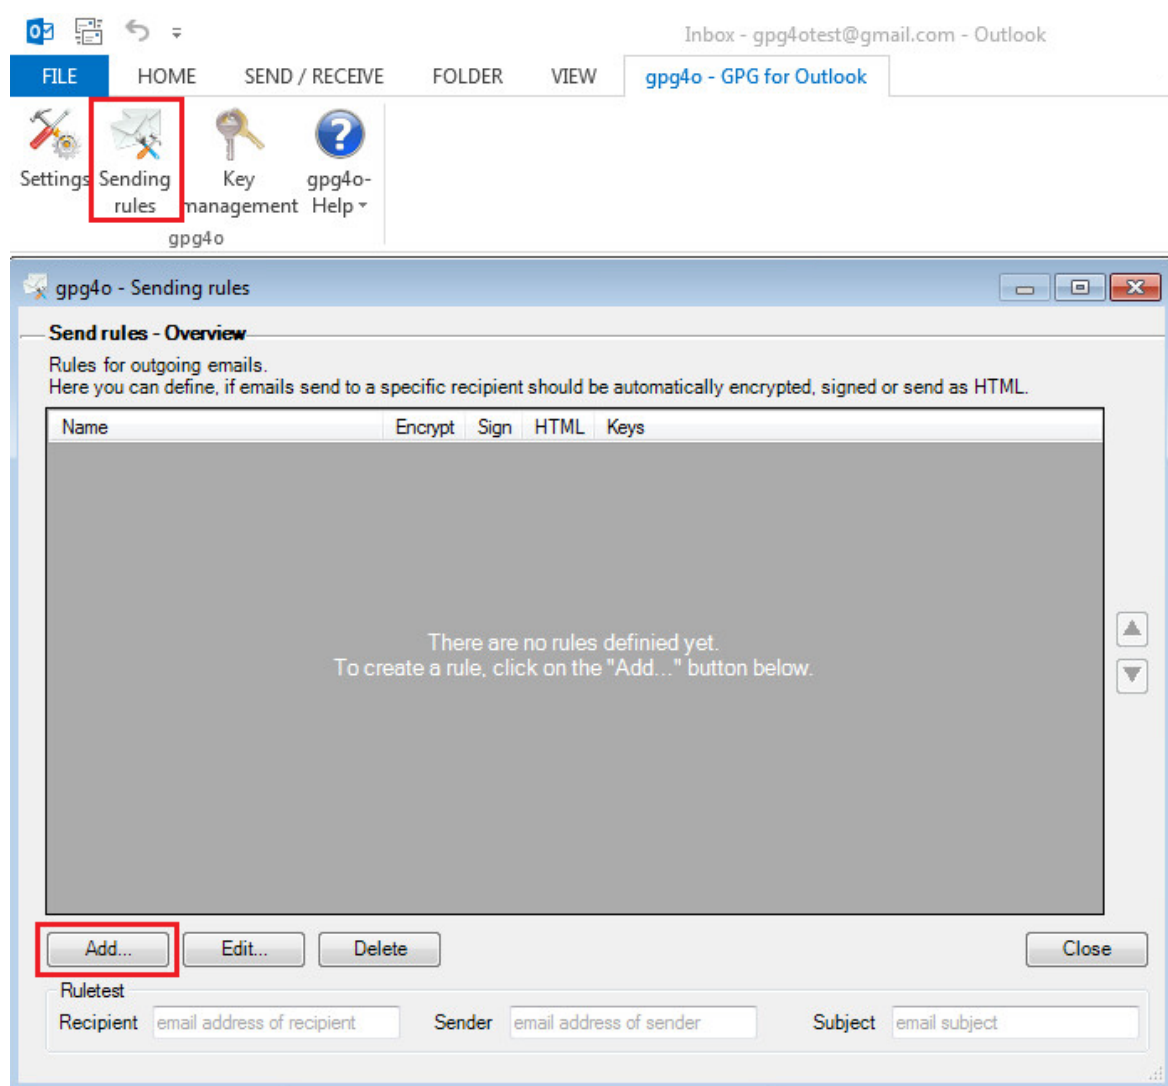 Inbox - gpg4otest@gmail.com - Outlook
FILE HOME SEND / RECEIVE FOLDER VIEW gpg4o - GPG for Outlook
Settings Sending rules Key management gpg4o-Help
gpg4o
gpg4o - Sending rules
Send rules - Overview
Rules for outgoing emails.
Here you can define, if emails send to a specific recipient should be automatically encrypted, signed or send as HTML.
Name Encrypt Sign HTML Keys
There are no rules definied yet.
To create a rule, click on the "Add..." button below.
Add... Edit... Delete Close
Ruletest
Recipient email address of recipient Sender email address of sender Subject email subject